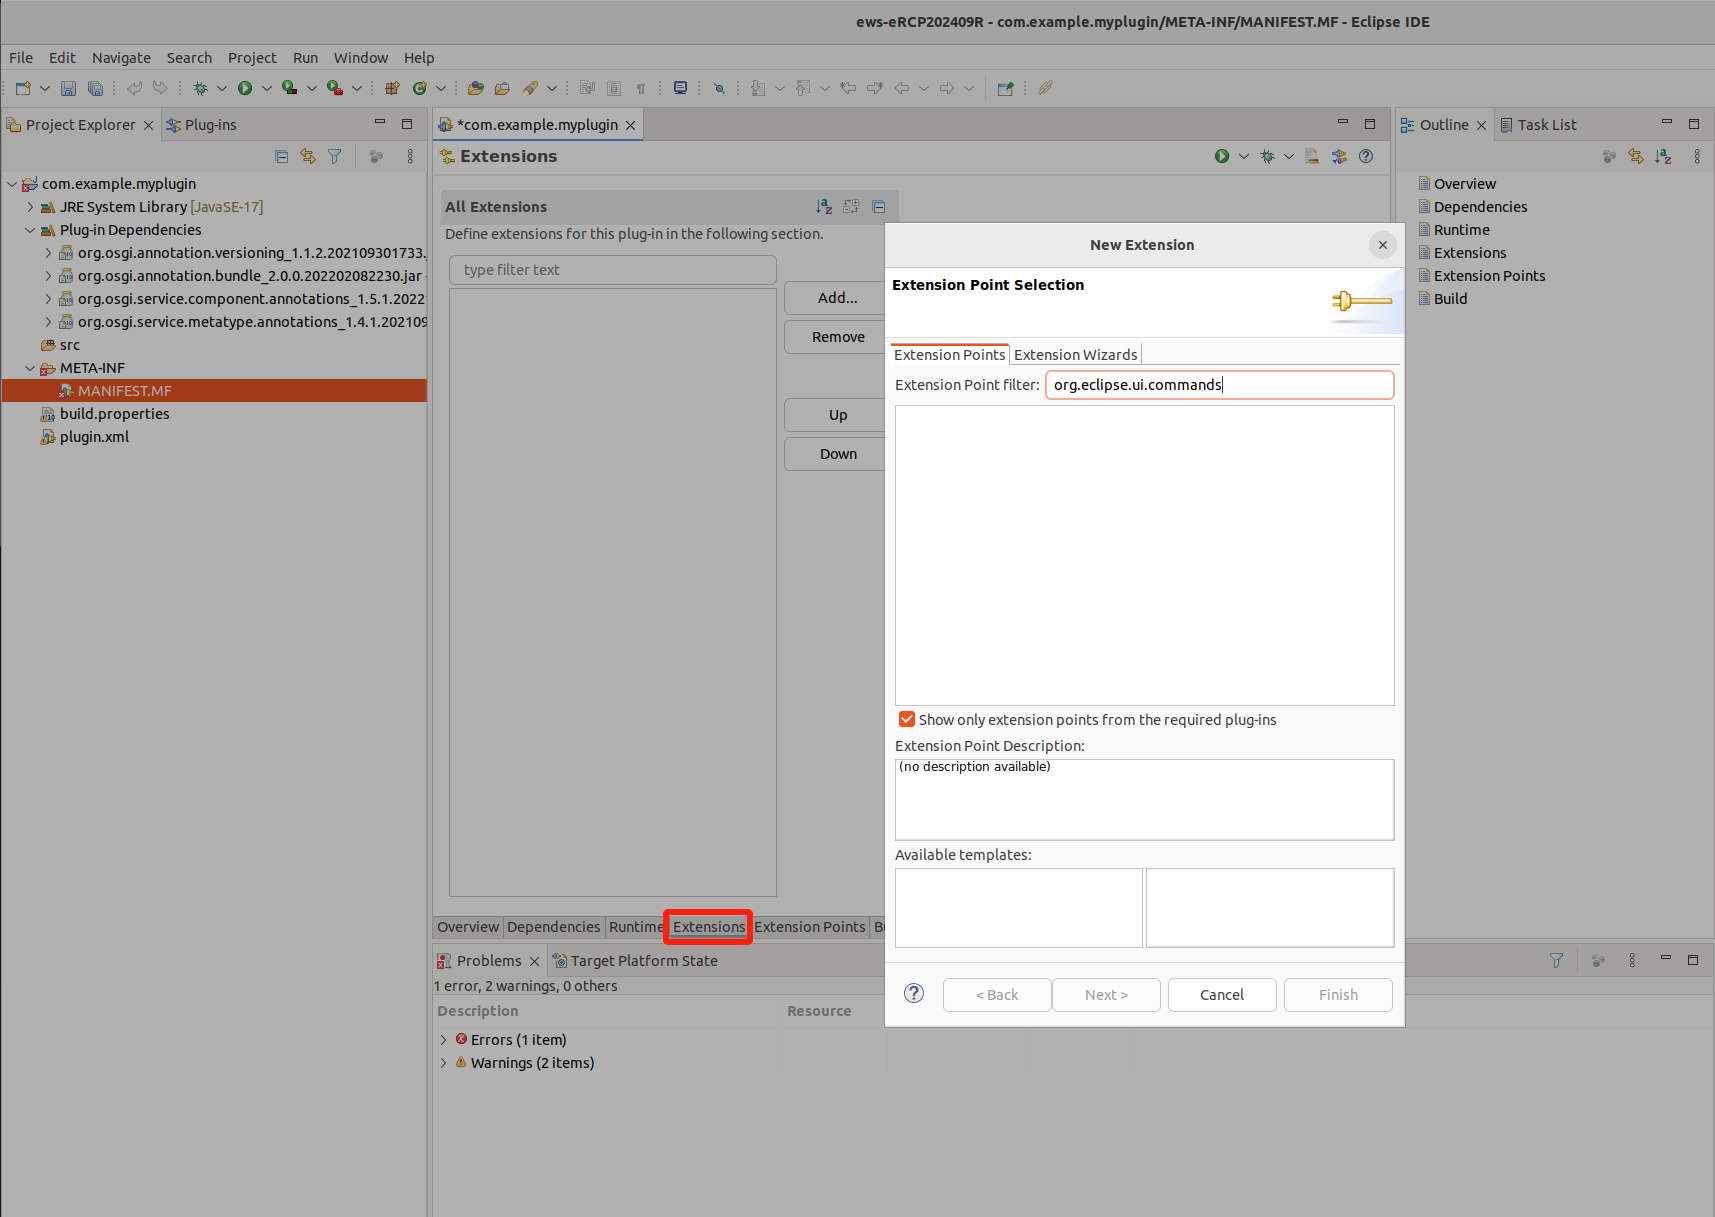 ews-eRCP202409R - com.example.myplugin/META-INF/MANIFEST.MF - Eclipse IDE
File Edit Navigate Search Project Run Window Help
Project Explorer
Plug-ins
com.example.myplugin
JRE System Library [JavaSE-17]
Plug-in Dependencies
org.osgi.annotation.versioning_1.1.2.202109301733.
org.osgi.annotation.bundle_2.0.0.202202082230.jar -
org.osgi.service.component.annotations_1.5.1.2022
org.osgi.service.metatype.annotations_1.4.1.202109
src
META-INF
MANIFEST.MF
build.properties
plugin.xml
*com.example.myplugin
Extensions
All Extensions
Define extensions for this plug-in in the following section.
type filter text
Add...
Remove
Up
Down
Overview Dependencies Runtime Extensions Extension Points
Problems
Target Platform State
1 error, 2 warnings, 0 others
Description Resource
Errors (1 item)
Warnings (2 items)
New Extension
Extension Point Selection
Extension Points Extension Wizards
Extension Point filter: org.eclipse.ui.commands
Show only extension points from the required plug-ins
Extension Point Description:
(no description available)
Available templates:
< Back Next > Cancel Finish
Outline
Task List
Overview
Dependencies
Runtime
Extensions
Extension Points
Build